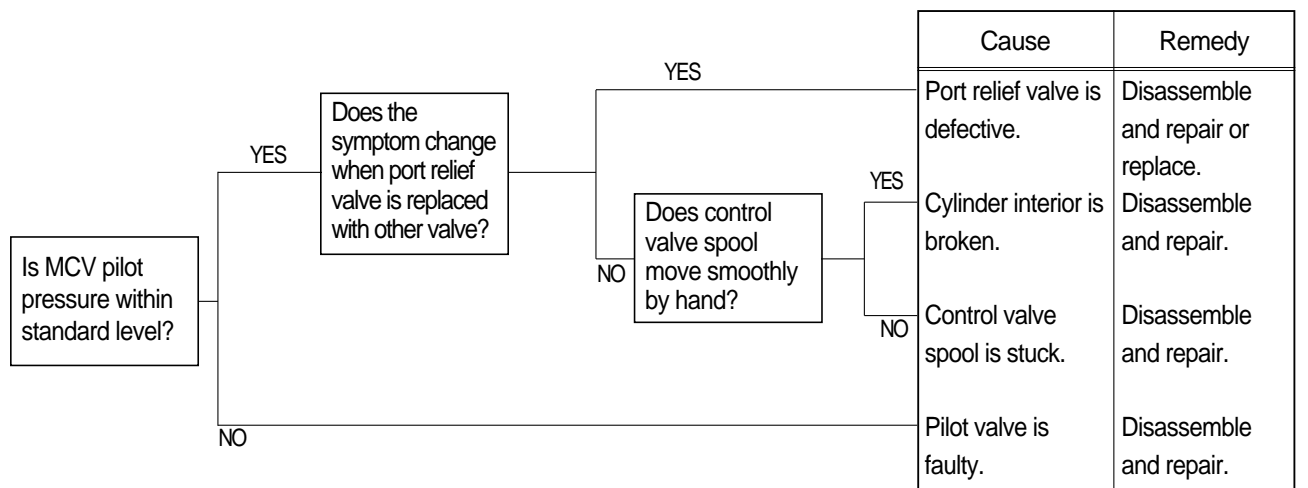 Cause
Remedy
YES
Port relief valve is
defective.
Disassemble
and repair or
replace.
Does the
symptom change
when port relief
valve is replaced
with other valve?
YES
YES
Does control
valve spool
move smoothly
by hand?
Cylinder interior is
broken.
Disassemble
and repair.
Is MCV pilot
pressure within
standard level?
NO
NO
Control valve
spool is stuck.
Disassemble
and repair.
NO
Pilot valve is
faulty.
Disassemble
and repair.